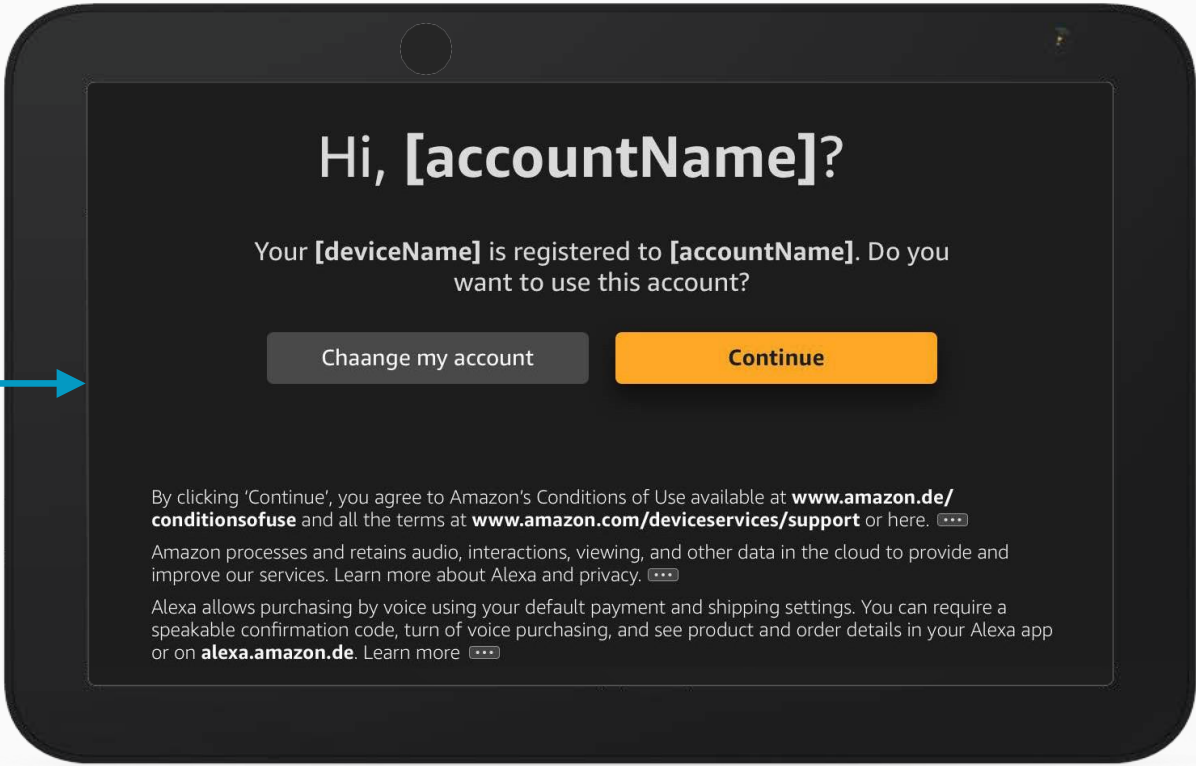 Hi, [accountName]?
Your [deviceName] is registered to [accountName]. Do you
want to use this account?
Chaange my account
Continue
By clicking ‘Continue’, you agree to Amazon’s Conditions of Use available at www.amazon.de/
conditionsofuse and all the terms at www.amazon.com/deviceservices/support or here.
Amazon processes and retains audio, interactions, viewing, and other data in the cloud to provide and
improve our services. Learn more about Alexa and privacy.
Alexa allows purchasing by voice using your default payment and shipping settings. You can require a
speakable confirmation code, turn of voice purchasing, and see product and order details in your Alexa app
or on alexa.amazon.de. Learn more